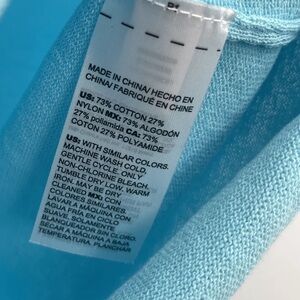 MADE IN CHINA/ HECHO EN
CHINA/ FABRIQUÉ EN CHINE
US: 73% COTTON 27%
NYLON MX: 73% ALGODÓN
27% poliamida CA: 73%
COTON 27% POLYAMIDE
US: WITH SIMILAR COLORS.
MACHINE WASH COLD,
GENTLE CYCLE. ONLY
NON-CHLORINE BLEACH.
TUMBLE DRY LOW. WARM
IRON. MAY BE DRY
CLEANED MX: CON
COLORES SIMILARES.
LAVAR A MÁQUINA CON
AGUA FRÍA EN CICLO
SUAVE. SOLAMENTE
BLANQUEADOR SIN CLORO.
SECAR A MÁQUINA A BAJA
TEMPERATURA. PLANCHAR